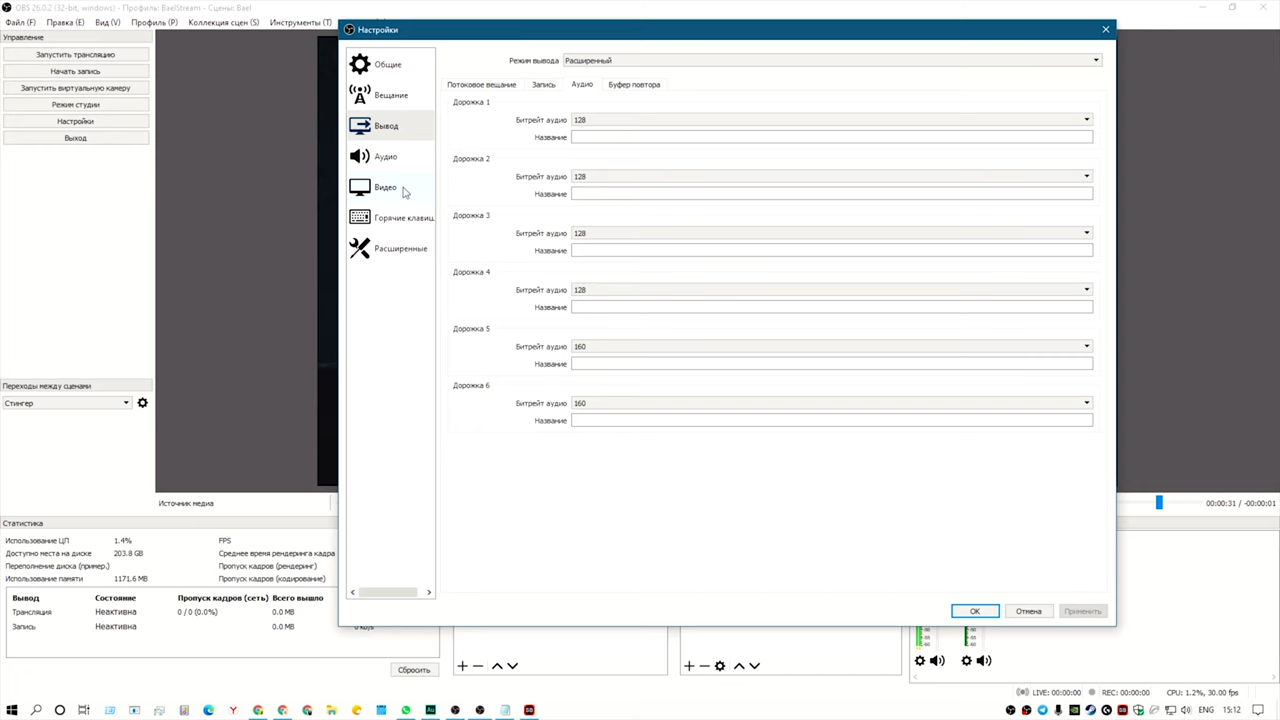 OBS 26.0.2 (32-bit, windows) - Профиль: BaelStream - Сцены: Bael
Файл (F) Правка (E) Вид (V) Профиль (P) Коллекция сцен (S) Инструменты (T)
Управление
Запустить трансляцию
Начать запись
Запустить виртуальную камеру
Режим студии
Настройки
Выход
Переходы между сценами
Стингер
Источник медиа
00:00:31 / -00:00:01
Статистика
Использование ЦП 1.4% FPS
Доступно места на диске 203.8 GB Среднее время рендеринга кадра
Переполнение диска (пример.) Пропуск кадров (рендеринг)
Использование памяти 1171.6 MB Пропуск кадров (кодирование)
Вывод Состояние Пропуск кадров (сеть) Всего вышло
Трансляция Неактивна 0 / 0 (0.0%) 0.0 MB
Запись Неактивна 0.0 MB 0 kb/s
Сбросить
Настройки
Общие
Вещание
Вывод
Аудио
Видео
Горячие клавиш
Расширенные
Режим вывода Расширенный
Потоковое вещание Запись Аудио Буфер повтора
Дорожка 1
Битрейт аудио 128
Название
Дорожка 2
Битрейт аудио 128
Название
Дорожка 3
Битрейт аудио 128
Название
Дорожка 4
Битрейт аудио 128
Название
Дорожка 5
Битрейт аудио 160
Название
Дорожка 6
Битрейт аудио 160
Название
OK Отмена Применить
LIVE: 00:00:00 REC: 00:00:00 CPU: 1.2%, 30.00 fps
ENG 15:12